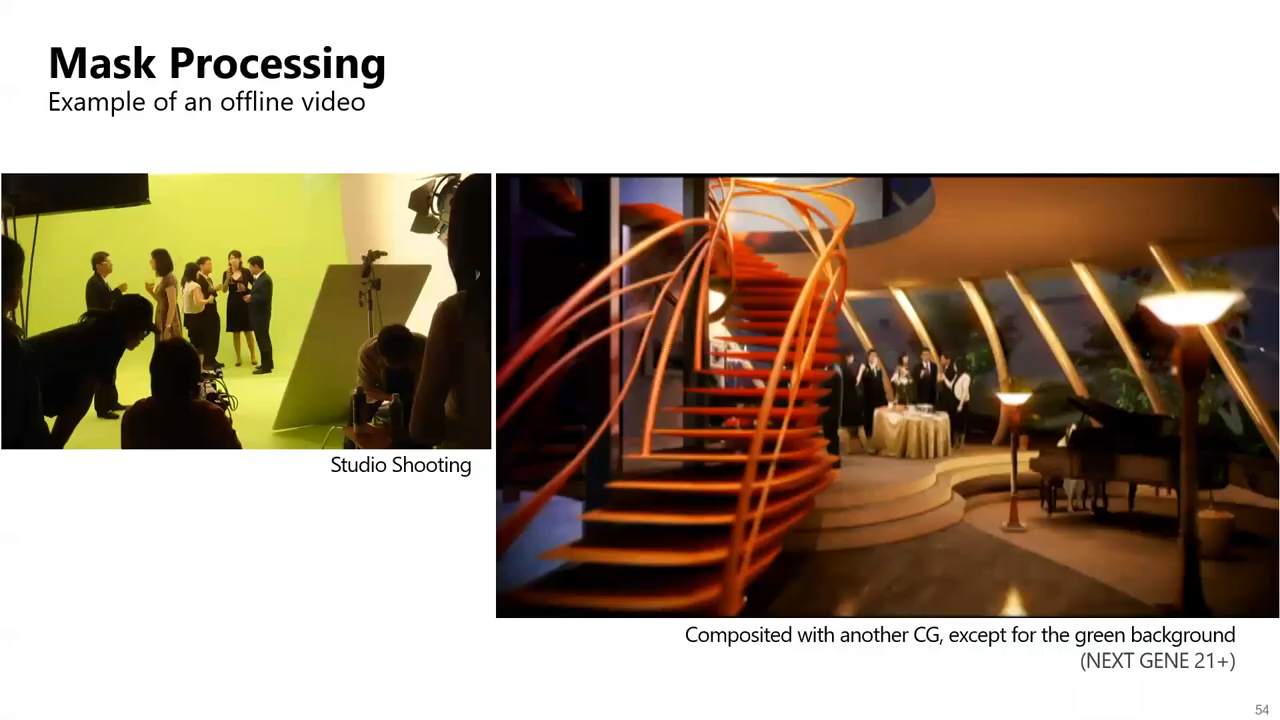 Mask Processing
Example of an offline video
Studio Shooting
Composited with another CG, except for the green background
(NEXT GENE 21+)
54